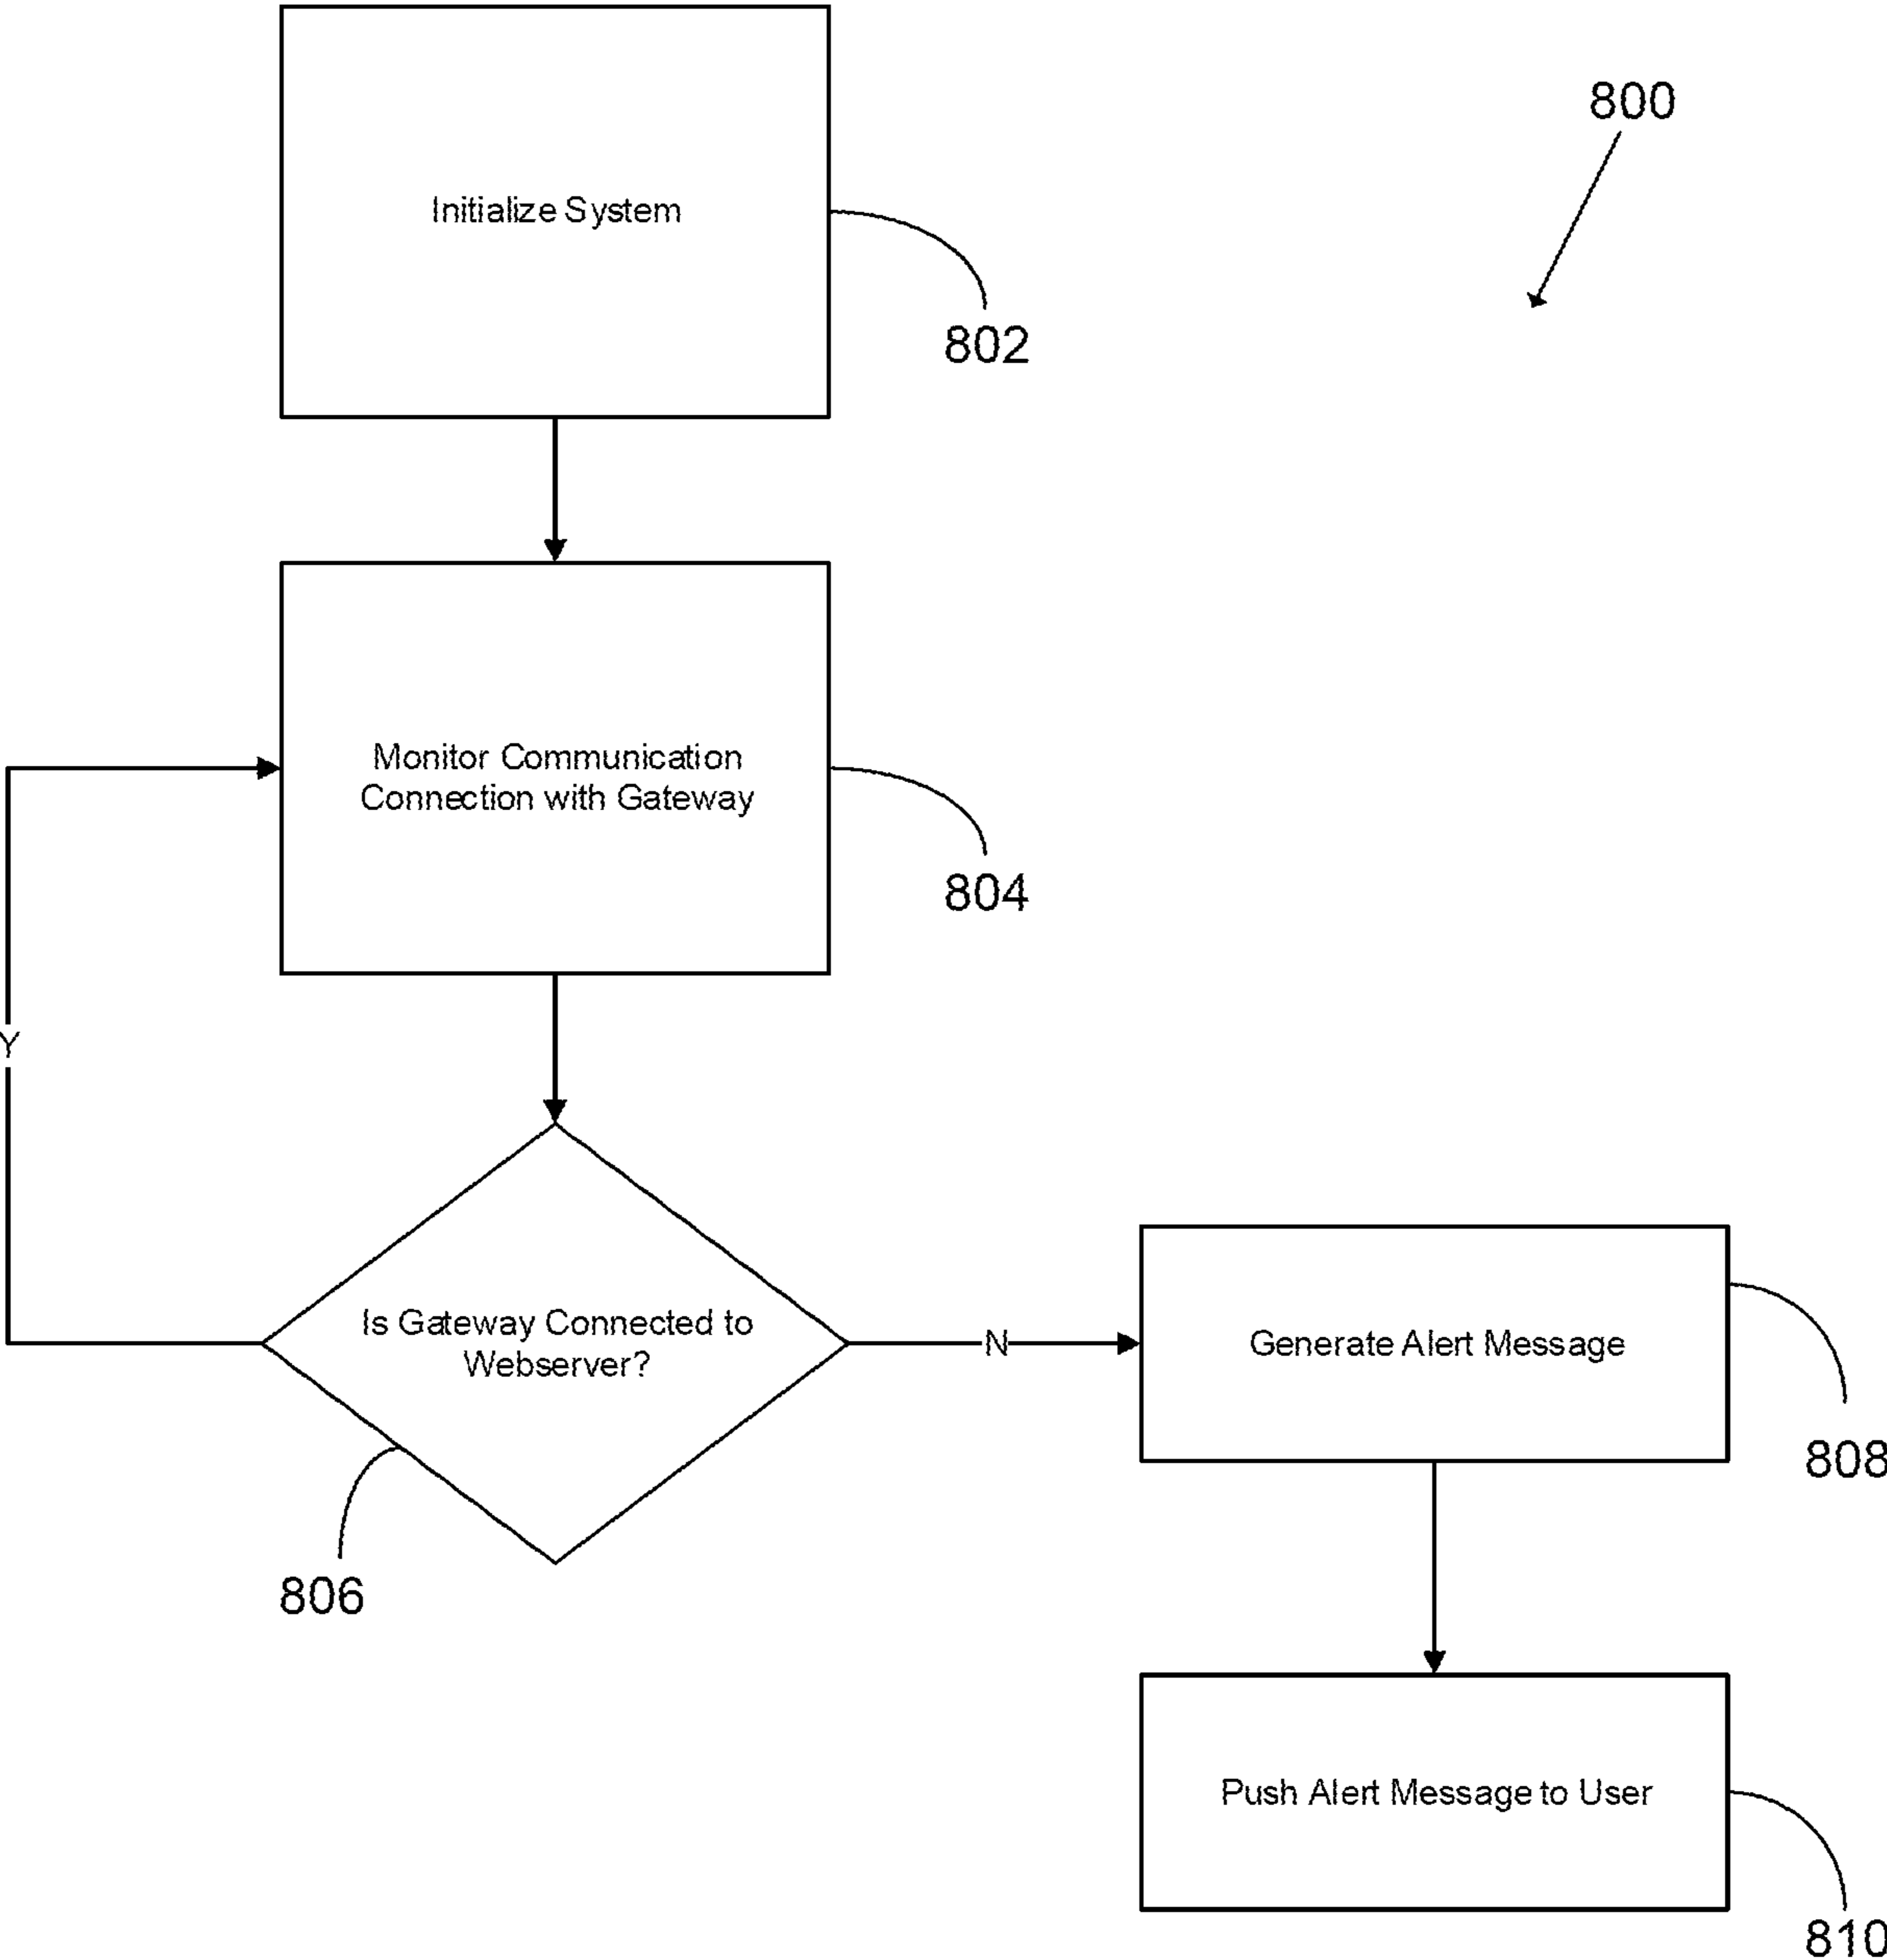 800
Initialize System
802
Monitor Communication
Connection with Gateway
804
Y
Is Gateway Connected to
Webserver?
N
Generate Alert Message
808
806
Push Alert Message to User
810